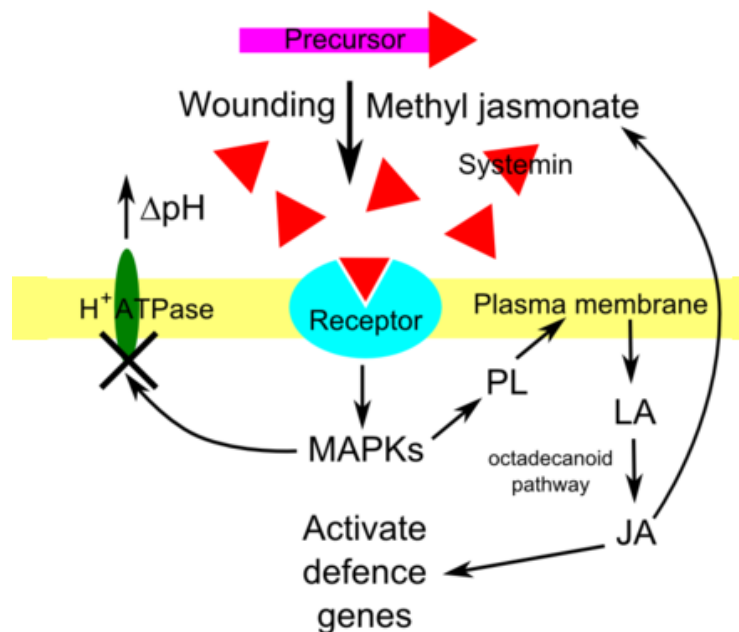 Precursor
Wounding
Methyl jasmonate
Systemin
ΔpH
H⁺ATPase
Receptor
Plasma membrane
PL
LA
MAPKs
octadecanoid
pathway
JA
Activate
defence
genes